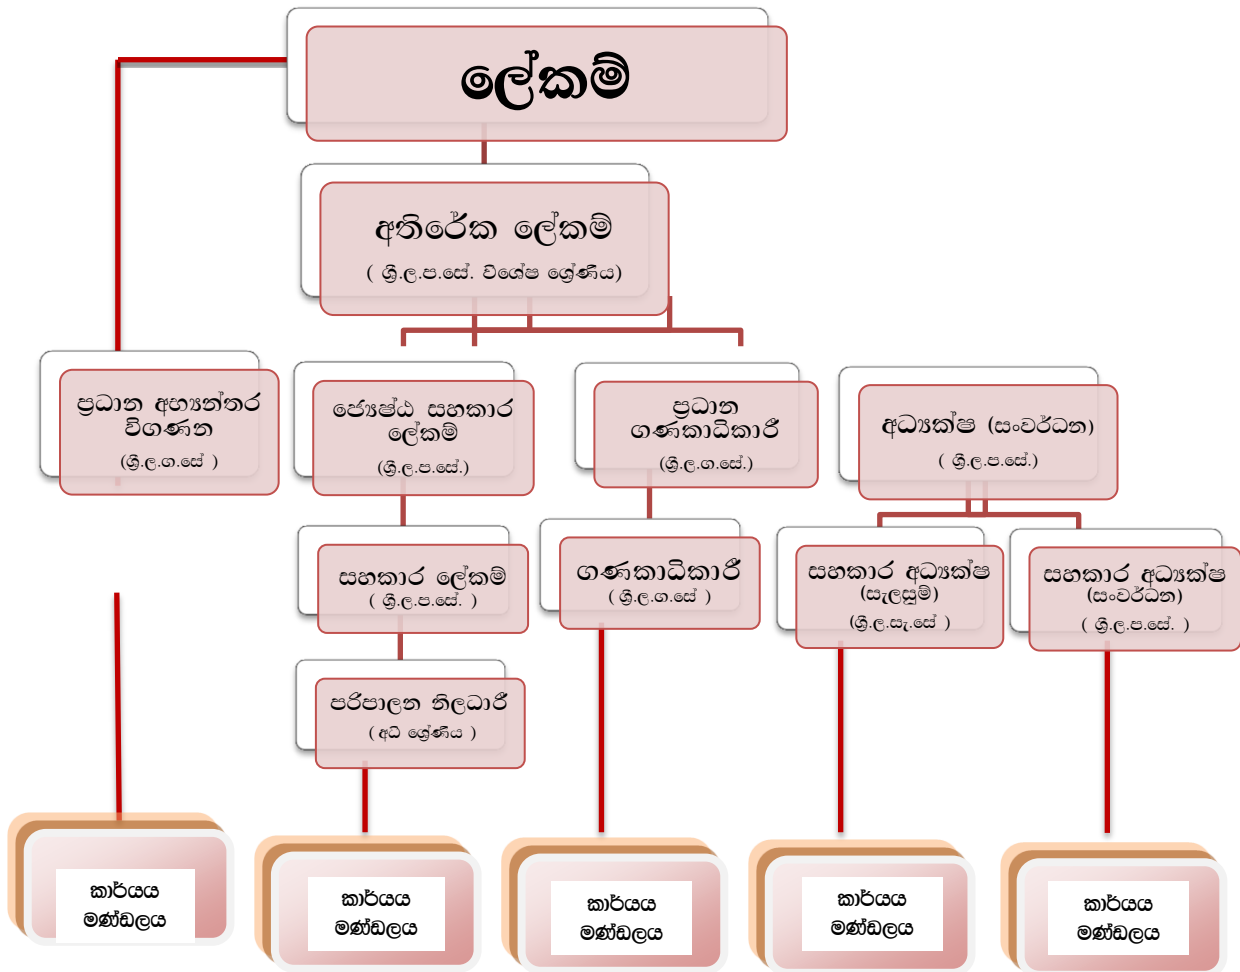 ලේකම්
අතිරේක ලේකම්
( ශ්‍රී.ල.ප.සේ. විශේෂ ශ්‍රේණිය)
ප්‍රධාන අභ්‍යන්තර
විගණන
(ශ්‍රී.ල.ග.සේ )
ජ්‍යෙෂ්ඨ සහකාර
ලේකම්
(ශ්‍රී.ල.ප.සේ.)
ප්‍රධාන
ගණකාධිකාරී
(ශ්‍රී.ල.ග.සේ.)
අධ්‍යක්ෂ (සංවර්ධන)
( ශ්‍රී.ල.ප.සේ.)
සහකාර ලේකම්
( ශ්‍රී.ල.ප.සේ. )
ගණකාධිකාරී
( ශ්‍රී.ල.ග.සේ )
සහකාර අධ්‍යක්ෂ
(සැලසුම්)
(ශ්‍රී.ල.සැ.සේ )
සහකාර අධ්‍යක්ෂ
(සංවර්ධන)
( ශ්‍රී.ල.ප.සේ. )
පරිපාලන නිලධාරී
( අධි ශ්‍රේණිය )
කාර්යය
මණ්ඩලය
කාර්යය
මණ්ඩලය
කාර්යය
මණ්ඩලය
කාර්යය
මණ්ඩලය
කාර්යය
මණ්ඩලය